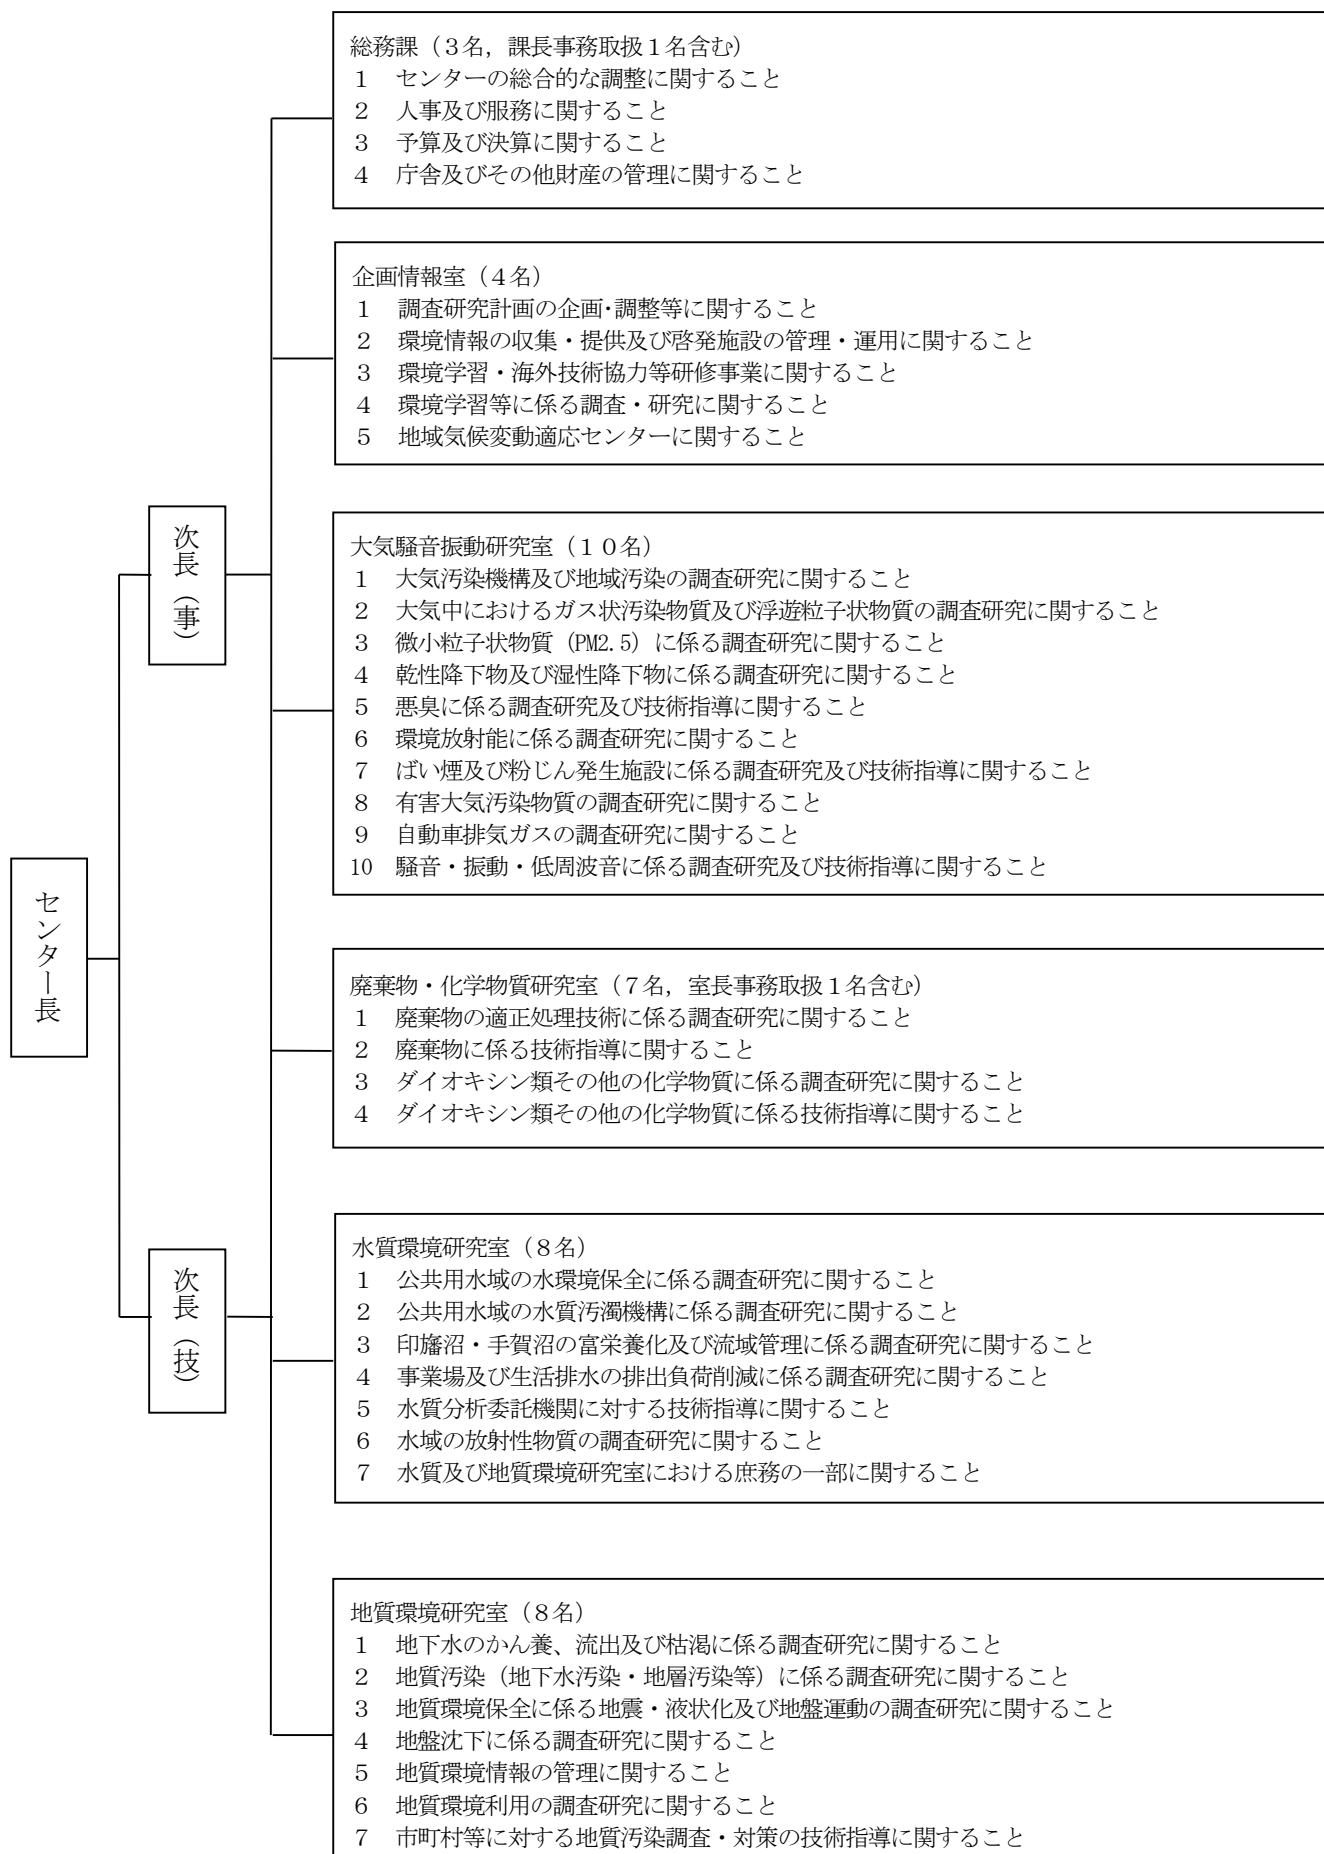 総務課(3名，課長事務取扱1名含む)
1 センターの総合的な調整に関すること
2 人事及び服務に関すること
3 予算及び決算に関すること
4 庁舎及びその他財産の管理に関すること
企画情報室(4名)
1 調査研究計画の企画･調整等に関すること
2 環境情報の収集・提供及び啓発施設の管理・運用に関すること
3 環境学習・海外技術協力等研修事業に関すること
4 環境学習等に係る調査・研究に関すること
5 地域気候変動適応センターに関すること
次長(事)
大気騒音振動研究室(10名)
1 大気汚染機構及び地域汚染の調査研究に関すること
2 大気中におけるガス状汚染物質及び浮遊粒子状物質の調査研究に関すること
3 微小粒子状物質(PM2.5)に係る調査研究に関すること
4 乾性降下物及び湿性降下物に係る調査研究に関すること
5 悪臭に係る調査研究及び技術指導に関すること
6 環境放射能に係る調査研究に関すること
7 ばい煙及び粉じん発生施設に係る調査研究及び技術指導に関すること
8 有害大気汚染物質の調査研究に関すること
9 自動車排気ガスの調査研究に関すること
10 騒音・振動・低周波音に係る調査研究及び技術指導に関すること
センター長
廃棄物・化学物質研究室(7名，室長事務取扱1名含む)
1 廃棄物の適正処理技術に係る調査研究に関すること
2 廃棄物に係る技術指導に関すること
3 ダイオキシン類その他の化学物質に係る調査研究に関すること
4 ダイオキシン類その他の化学物質に係る技術指導に関すること
次長(技)
水質環境研究室(8名)
1 公共用水域の水環境保全に係る調査研究に関すること
2 公共用水域の水質汚濁機構に係る調査研究に関すること
3 印旛沼・手賀沼の富栄養化及び流域管理に係る調査研究に関すること
4 事業場及び生活排水の排出負荷削減に係る調査研究に関すること
5 水質分析委託機関に対する技術指導に関すること
6 水域の放射性物質の調査研究に関すること
7 水質及び地質環境研究室における庶務の一部に関すること
地質環境研究室(8名)
1 地下水のかん養、流出及び枯渇に係る調査研究に関すること
2 地質汚染(地下水汚染・地層汚染等)に係る調査研究に関すること
3 地質環境保全に係る地震・液状化及び地盤運動の調査研究に関すること
4 地盤沈下に係る調査研究に関すること
5 地質環境情報の管理に関すること
6 地質環境利用の調査研究に関すること
7 市町村等に対する地質汚染調査・対策の技術指導に関すること